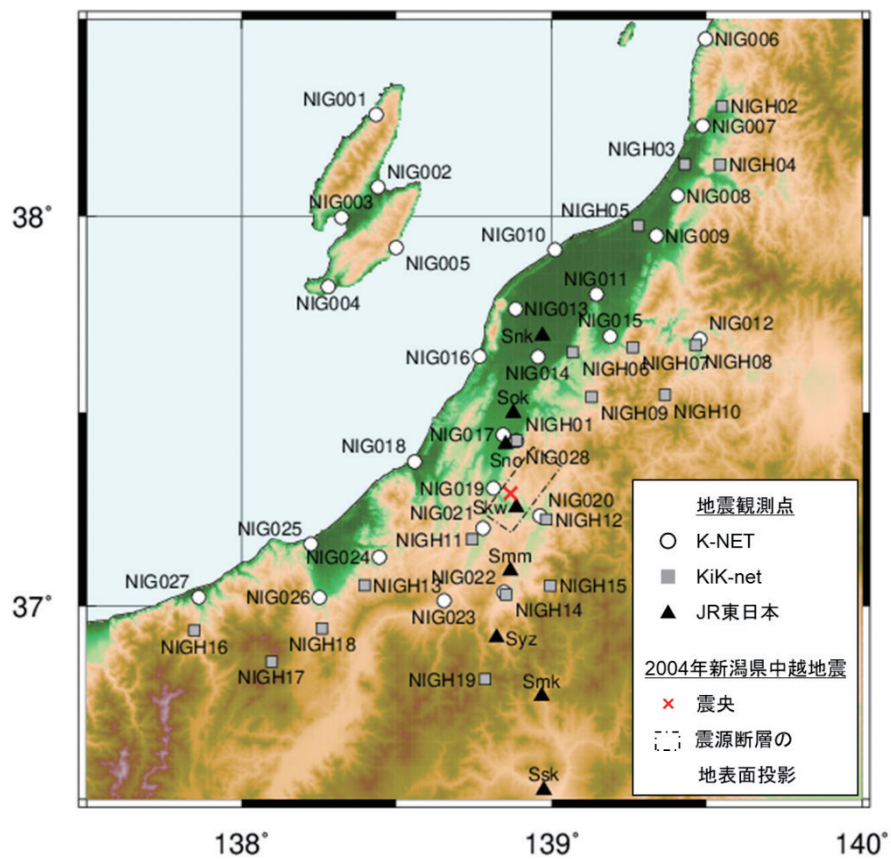 NIG006
NIG001
NIGH02
NIG007
NIGH03
NIGH04
NIG002
NIG003
NIG008
38°
NIGH05
NIG010
NIG009
NIG005
NIG011
NIG004
NIG013
NIG015
NIG012
Snk
NIG016
NIG014
NIGH06
NIGH07
NIGH08
Sok
NIGH09
NIGH10
NIGH01
NIG017
NIG018
Sno
NIG028
NIG019
Skw
NIG020
NIG021
NIGH12
NIG025
NIGH11
NIG024
Smm
NIG027
NIGH13
NIG022
NIGH15
37°
NIG026
NIG023
NIGH14
NIGH16
NIGH18
Syz
NIGH17
NIGH19
Smk
Ssk
地震観測点
K-NET
KiK-net
JR東日本
2004年新潟県中越地震
震央
震源断層の
地表面投影
138°
139°
140°